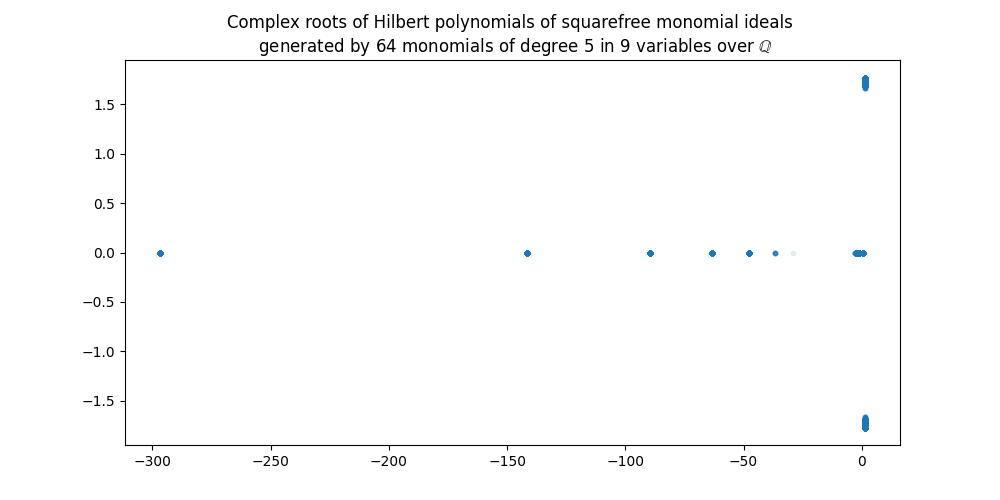 Complex roots of Hilbert polynomials of squarefree monomial ideals
generated by 64 monomials of degree 5 in 9 variables over ℚ
1.5
1.0
0.5
0.0
−0.5
−1.0
−1.5
−300 −250 −200 −150 −100 −50 0